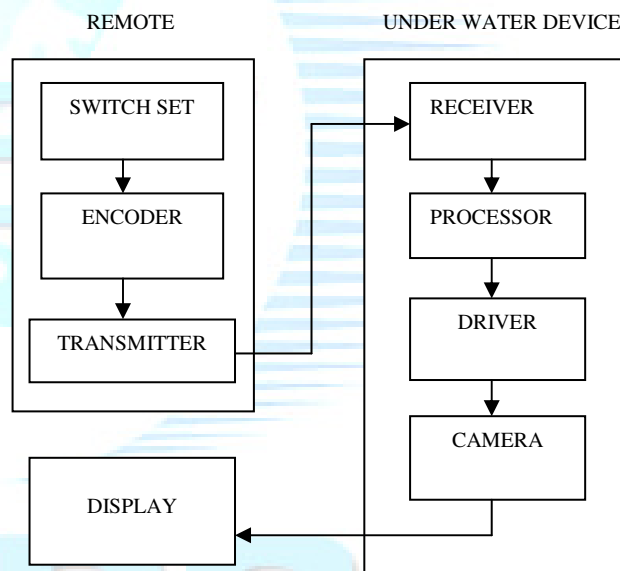 REMOTE
UNDER WATER DEVICE
SWITCH SET
ENCODER
TRANSMITTER
RECEIVER
PROCESSOR
DRIVER
CAMERA
DISPLAY